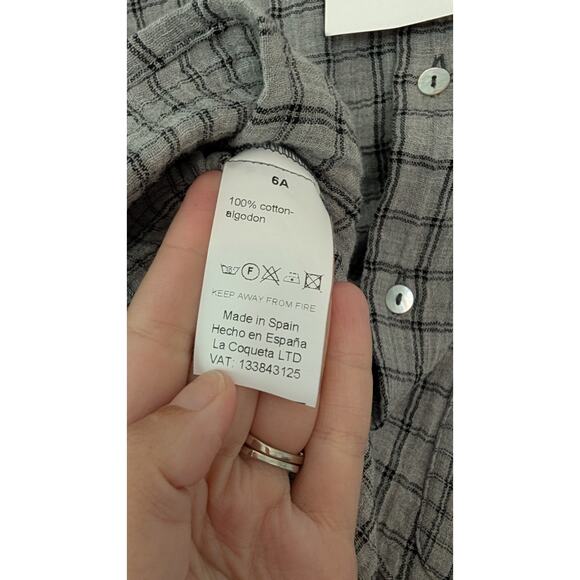 6A
100% cotton-
algodon
F
KEEP AWAY FROM FIRE
Made in Spain
Hecho en España
La Coqueta LTD
VAT: 133843125